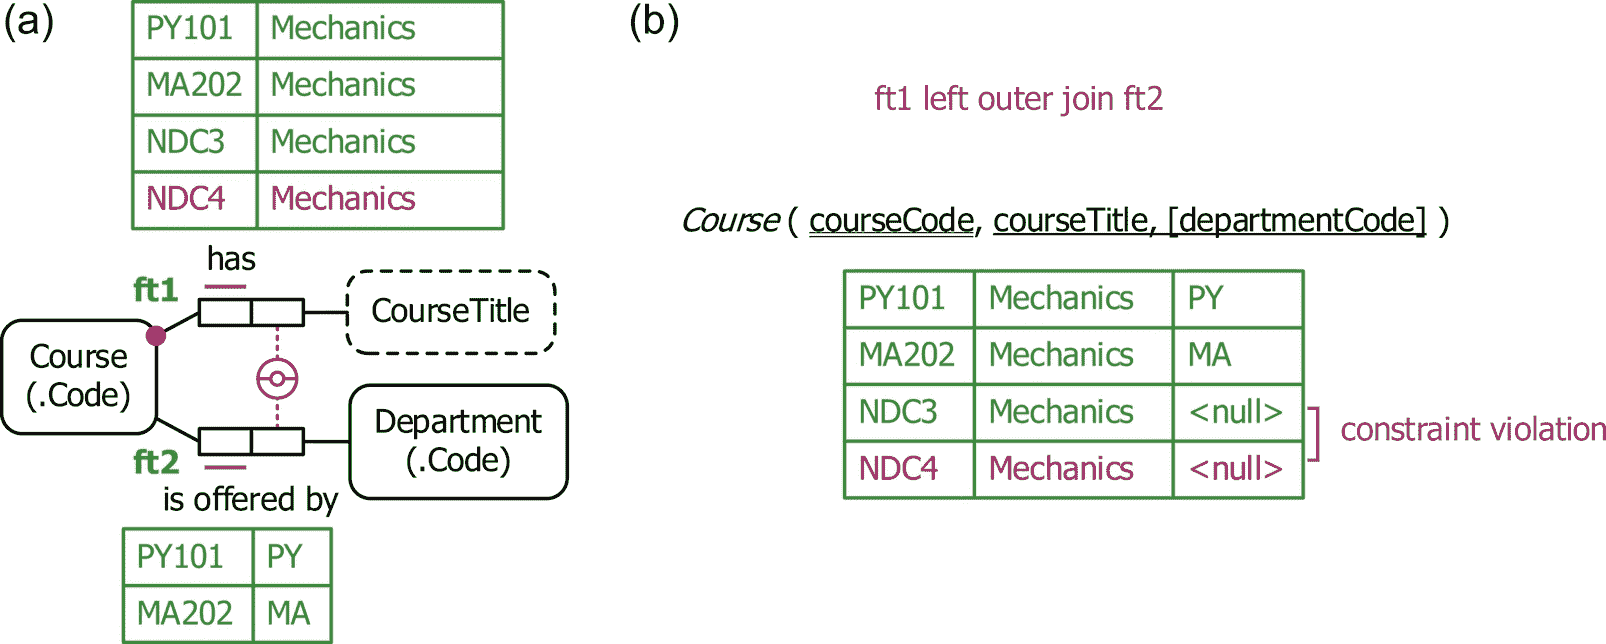 (a)
PY101 Mechanics
MA202 Mechanics
NDC3 Mechanics
NDC4 Mechanics
has
ft1
CourseTitle
Course
(.Code)
Department
(.Code)
ft2
is offered by
PY101 PY
MA202 MA
(b)
ft1 left outer join ft2
Course ( courseCode, courseTitle, [departmentCode] )
PY101 Mechanics PY
MA202 Mechanics MA
NDC3 Mechanics <null>
NDC4 Mechanics <null>
constraint violation